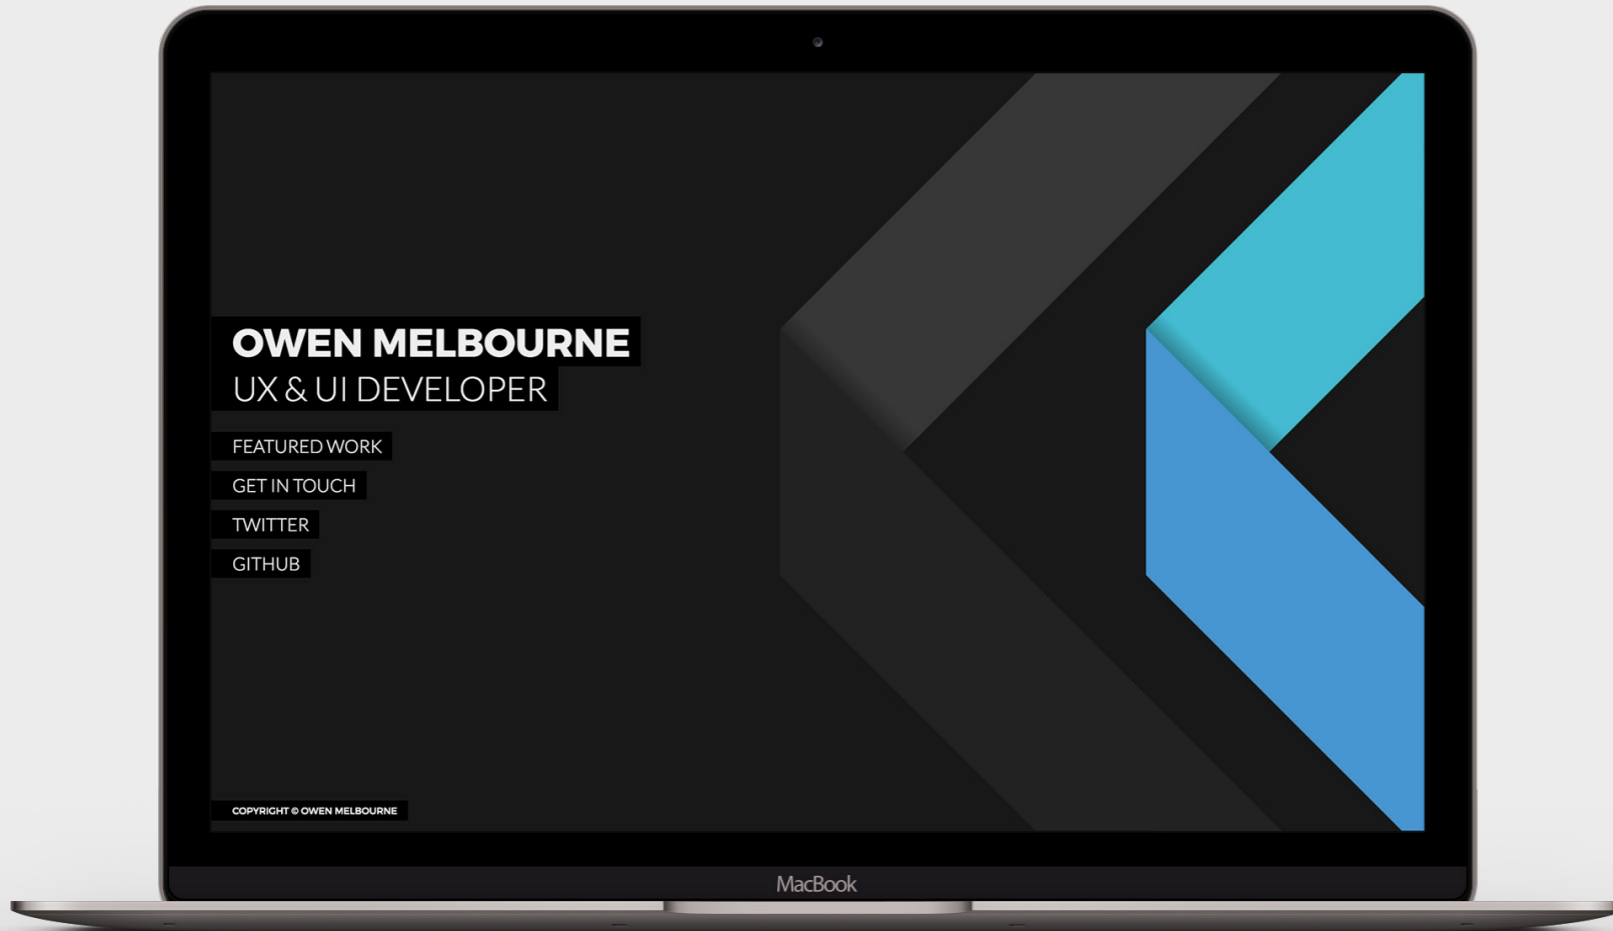 OWEN MELBOURNE
UX & UI DEVELOPER
FEATURED WORK
GET IN TOUCH
TWITTER
GITHUB
COPYRIGHT © OWEN MELBOURNE
MacBook